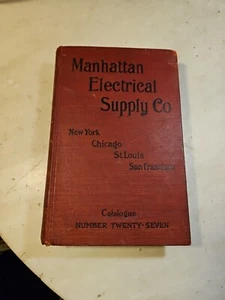 Manhattan
Electrical
Supply Co
New York
Chicago
St. Louis
San Francisco
Catalogue
NUMBER TWENTY-SEVEN